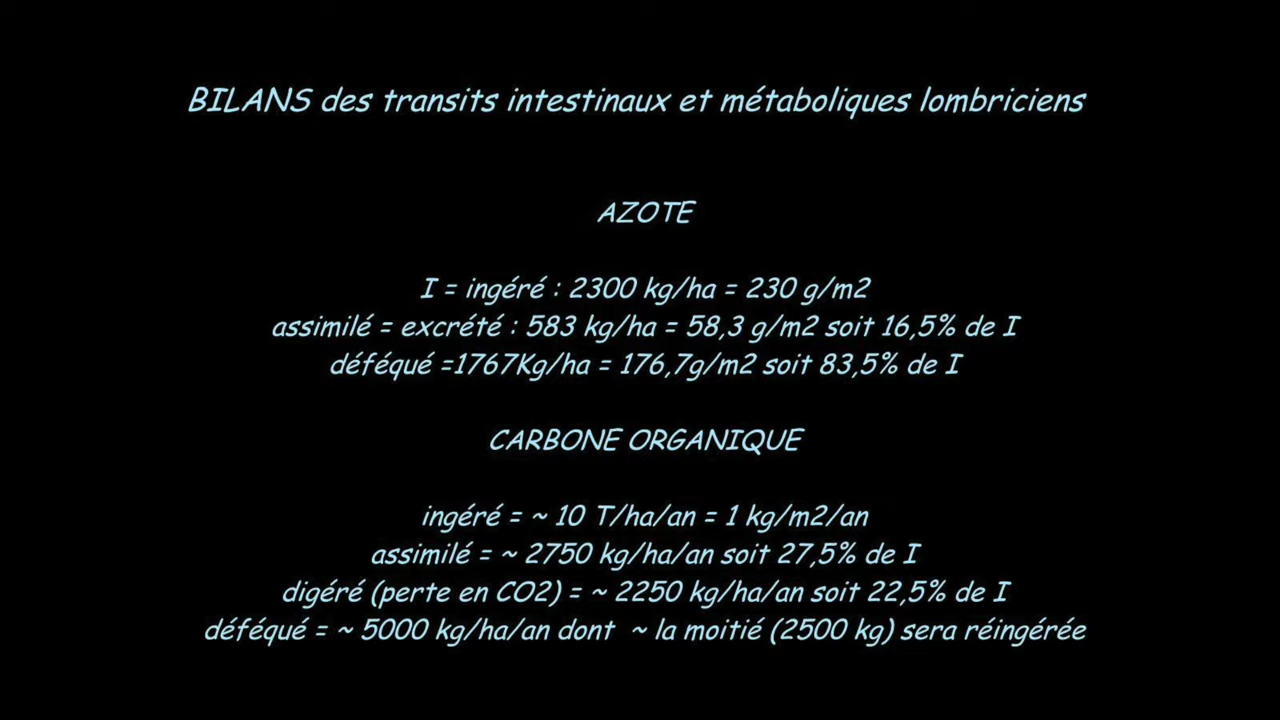 BILANS des transits intestinaux et métaboliques lombriciens
AZOTE
I = ingéré : 2300 kg/ha = 230 g/m2
assimilé = excrété : 583 kg/ha = 58,3 g/m2 soit 16,5% de I
déféqué =1767Kg/ha = 176,7g/m2 soit 83,5% de I
CARBONE ORGANIQUE
ingéré = ~ 10 T/ha/an = 1 kg/m2/an
assimilé = ~ 2750 kg/ha/an soit 27,5% de I
digéré (perte en CO2) = ~ 2250 kg/ha/an soit 22,5% de I
déféqué = ~ 5000 kg/ha/an dont ~ la moitié (2500 kg) sera réingérée